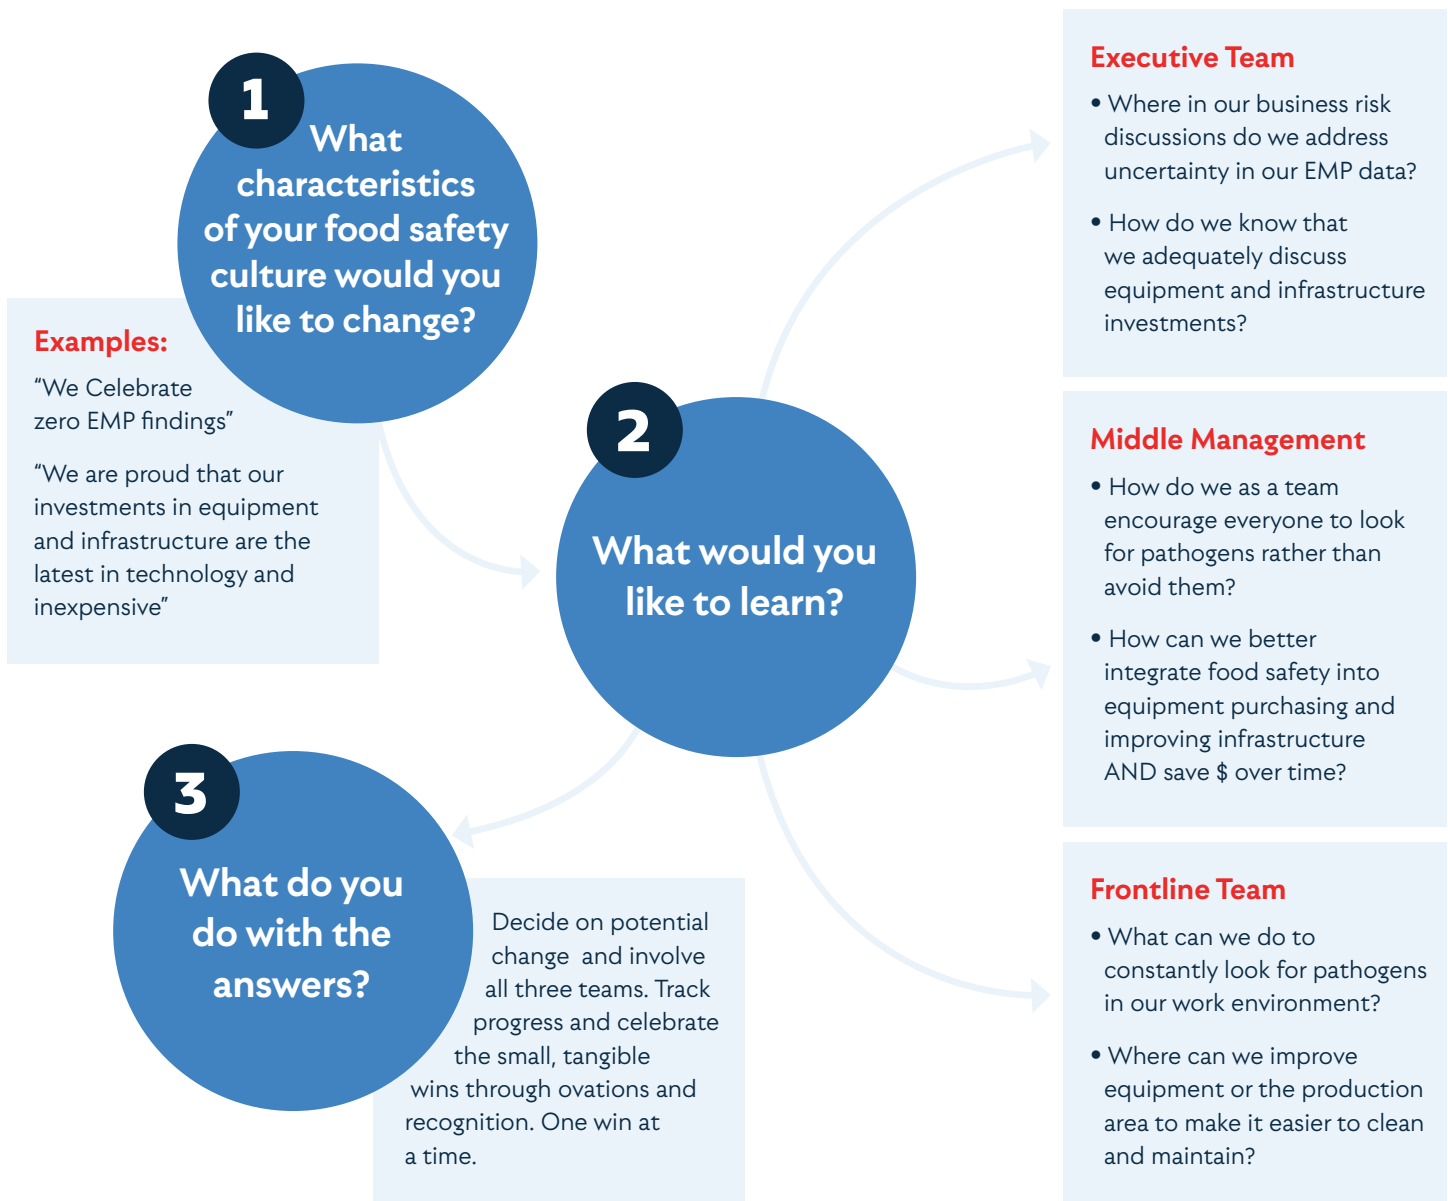 1
What
characteristics
of your food safety
culture would you
like to change?
Examples:
“We Celebrate
zero EMP findings”
“We are proud that our
investments in equipment
and infrastructure are the
latest in technology and
inexpensive”
2
What would you
like to learn?
Executive Team
• Where in our business risk
discussions do we address
uncertainty in our EMP data?
• How do we know that
we adequately discuss
equipment and infrastructure
investments?
Middle Management
• How do we as a team
encourage everyone to look
for pathogens rather than
avoid them?
• How can we better
integrate food safety into
equipment purchasing and
improving infrastructure
AND save $ over time?
Frontline Team
• What can we do to
constantly look for pathogens
in our work environment?
• Where can we improve
equipment or the production
area to make it easier to clean
and maintain?
3
What do you
do with the
answers?
Decide on potential
change and involve
all three teams. Track
progress and celebrate
the small, tangible
wins through ovations and
recognition. One win at
a time.